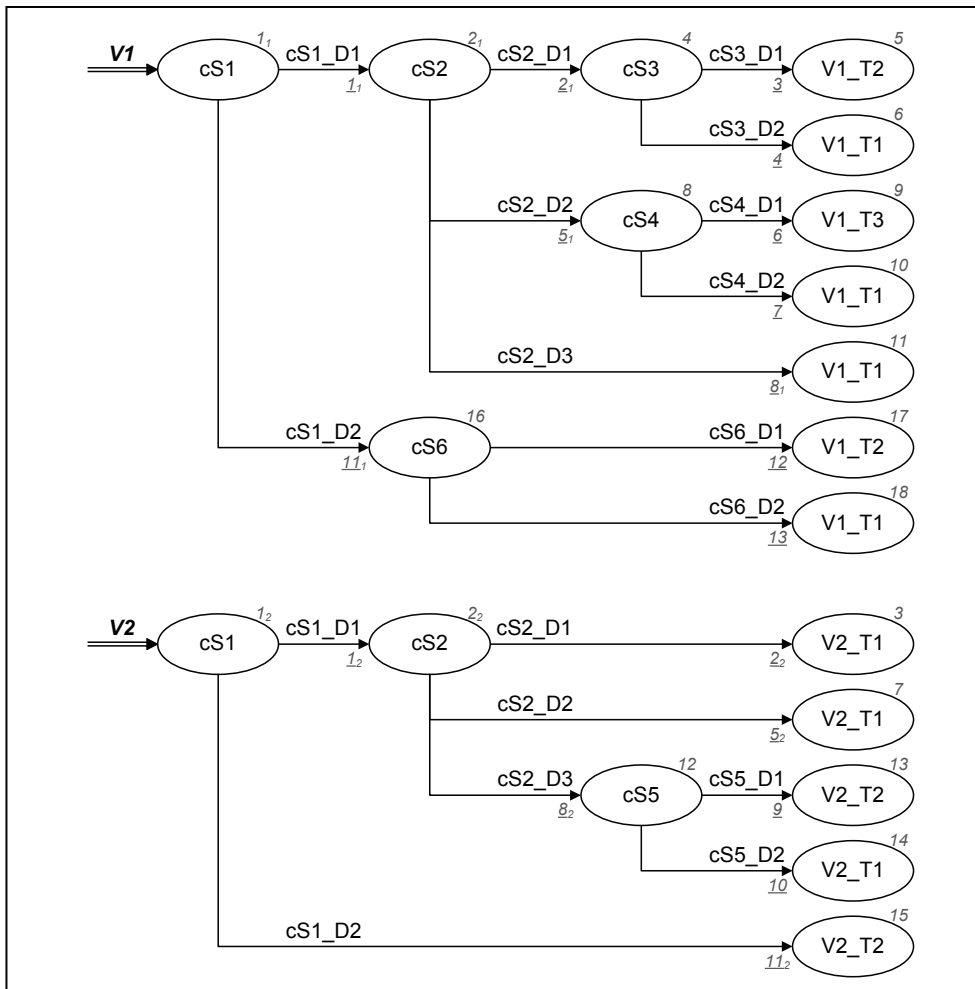 1₁ 2₁ 4 5
V1 cS1 cS1_D1 cS2 cS2_D1 cS3 cS3_D1 V1_T2
1₁ 2₁ 3
6
cS3_D2 V1_T1
4
8 9
cS2_D2 cS4 cS4_D1 V1_T3
5₁ 6
10
cS4_D2 V1_T1
7
11
cS2_D3 V1_T1
8₁
16 17
cS1_D2 cS6 cS6_D1 V1_T2
11₁ 12
18
cS6_D2 V1_T1
13
1₂ 2₂ 3
V2 cS1 cS1_D1 cS2 cS2_D1 V2_T1
1₂ 2₂
7
cS2_D2 V2_T1
5₂
12 13
cS2_D3 cS5 cS5_D1 V2_T2
8₂ 9
14
cS5_D2 V2_T1
10
15
cS1_D2 V2_T2
11₂